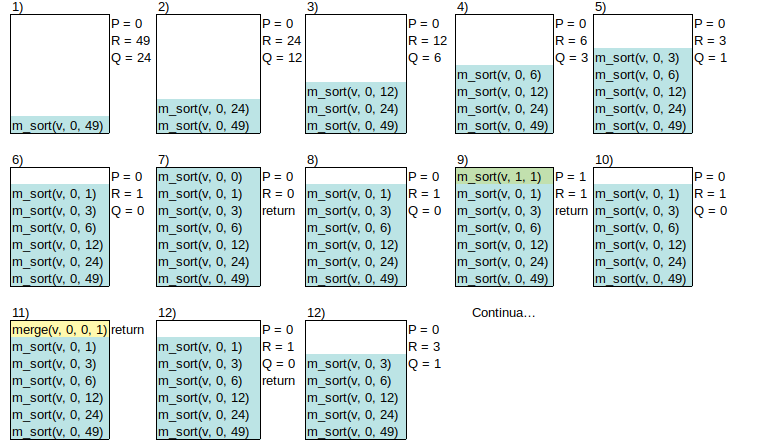 1)
P = 0
R = 49
Q = 24
m_sort(v, 0, 49)
2)
P = 0
R = 24
Q = 12
m_sort(v, 0, 24)
m_sort(v, 0, 49)
3)
P = 0
R = 12
Q = 6
m_sort(v, 0, 12)
m_sort(v, 0, 24)
m_sort(v, 0, 49)
4)
P = 0
R = 6
Q = 3
m_sort(v, 0, 6)
m_sort(v, 0, 12)
m_sort(v, 0, 24)
m_sort(v, 0, 49)
5)
P = 0
R = 3
Q = 1
m_sort(v, 0, 3)
m_sort(v, 0, 6)
m_sort(v, 0, 12)
m_sort(v, 0, 24)
m_sort(v, 0, 49)
6)
P = 0
R = 1
Q = 0
m_sort(v, 0, 1)
m_sort(v, 0, 3)
m_sort(v, 0, 6)
m_sort(v, 0, 12)
m_sort(v, 0, 24)
m_sort(v, 0, 49)
7)
m_sort(v, 0, 0) P = 0
m_sort(v, 0, 1) R = 0
m_sort(v, 0, 3) return
m_sort(v, 0, 6)
m_sort(v, 0, 12)
m_sort(v, 0, 24)
m_sort(v, 0, 49)
8)
P = 0
m_sort(v, 0, 1) R = 1
m_sort(v, 0, 3) Q = 0
m_sort(v, 0, 6)
m_sort(v, 0, 12)
m_sort(v, 0, 24)
m_sort(v, 0, 49)
9)
m_sort(v, 1, 1) P = 1
m_sort(v, 0, 1) R = 1
m_sort(v, 0, 3) return
m_sort(v, 0, 6)
m_sort(v, 0, 12)
m_sort(v, 0, 24)
m_sort(v, 0, 49)
10)
P = 0
m_sort(v, 0, 1) R = 1
m_sort(v, 0, 3) Q = 0
m_sort(v, 0, 6)
m_sort(v, 0, 12)
m_sort(v, 0, 24)
m_sort(v, 0, 49)
11)
merge(v, 0, 0, 1) return
m_sort(v, 0, 1)
m_sort(v, 0, 3)
m_sort(v, 0, 6)
m_sort(v, 0, 12)
m_sort(v, 0, 24)
m_sort(v, 0, 49)
12)
P = 0
m_sort(v, 0, 1) R = 1
m_sort(v, 0, 3) Q = 0
m_sort(v, 0, 6) return
m_sort(v, 0, 12)
m_sort(v, 0, 24)
m_sort(v, 0, 49)
12)
P = 0
R = 3
m_sort(v, 0, 3) Q = 1
m_sort(v, 0, 6)
m_sort(v, 0, 12)
m_sort(v, 0, 24)
m_sort(v, 0, 49)
Continua…